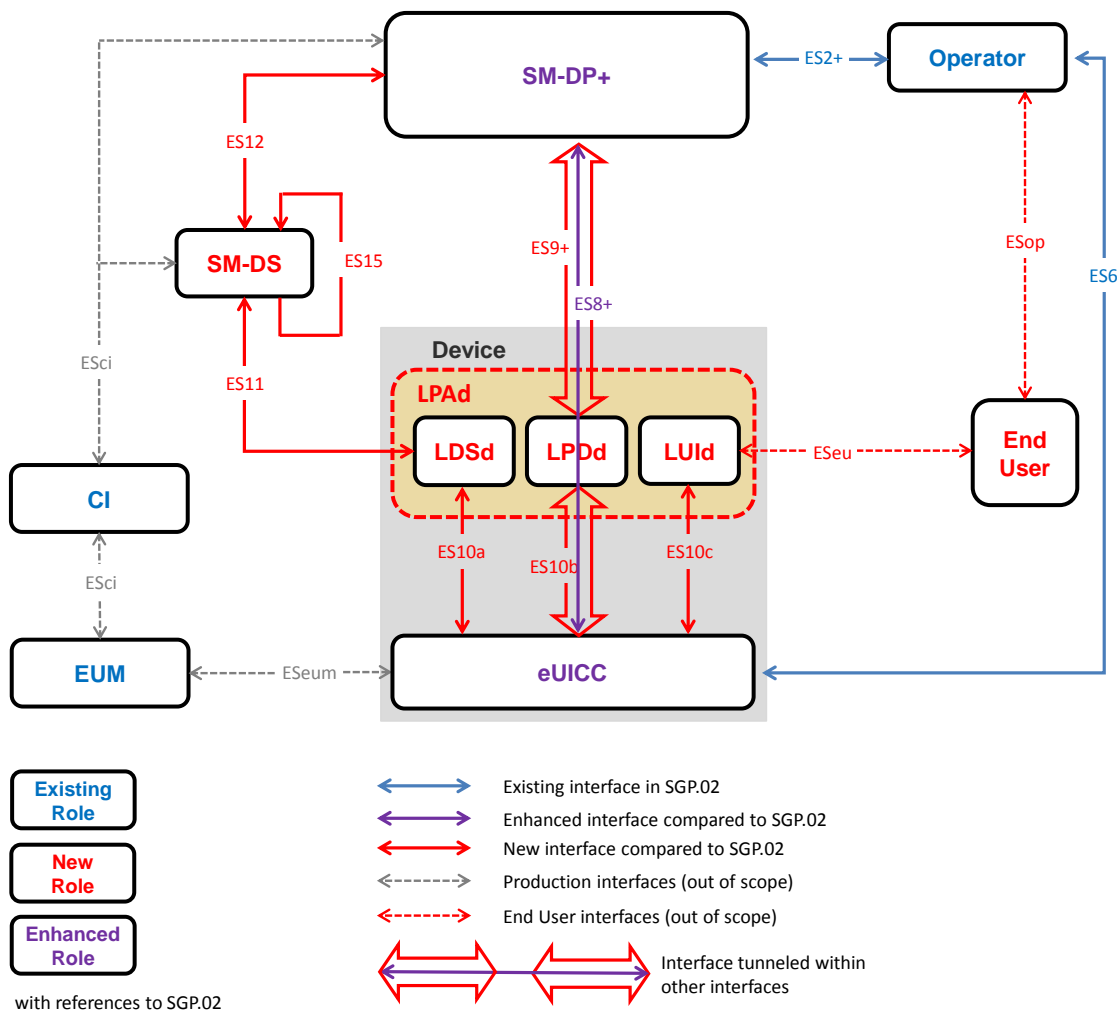 SM-DP+
ES2+
Operator
ES12
SM-DS
ES15
ES9+
ES8+
ESop
ES6
ESci
ES11
Device
LPAd
LDSd
LPDd
LUId
ESeu
End
User
CI
ES10a
ES10b
ES10c
ESci
EUM
ESeum
eUICC
Existing
Role
New
Role
Enhanced
Role
with references to SGP.02
Existing interface in SGP.02
Enhanced interface compared to SGP.02
New interface compared to SGP.02
Production interfaces (out of scope)
End User interfaces (out of scope)
Interface tunneled within
other interfaces